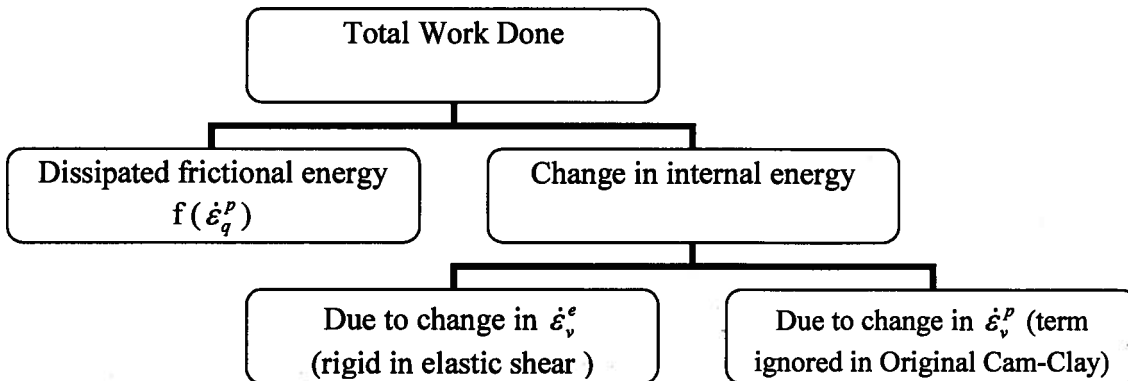 Total Work Done
Dissipated frictional energy
f ( ε̇_q^p )
Change in internal energy
Due to change in ε̇_v^e
(rigid in elastic shear )
Due to change in ε̇_v^p (term
ignored in Original Cam-Clay)